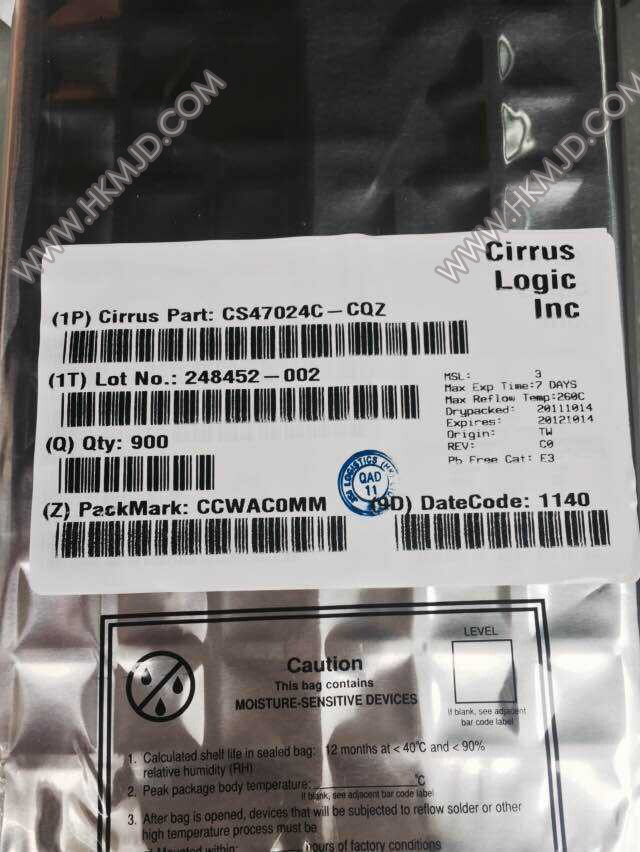 WWW.HKMJD.COM
WWW.HKMJD.COM
Cirrus
Logic
Inc
(1P) Cirrus Part: CS47024C-CQZ
(1T) Lot No.: 248452-002
(Q) Qty: 900
MSL: 3
Max Exp Time:7 DAYS
Max Reflow Temp:260C
Drypacked: 20111014
Expires: 20121014
Origin: TW
REV: C0
Pb Free Cat: E3
LOGISTICS
QAD
11
(Z) PackMark: CCWAC0MM
(9D) DateCode: 1140
LEVEL
If blank, see adjacent
bar code label
Caution
This bag contains
MOISTURE-SENSITIVE DEVICES
1. Calculated shelf life in sealed bag: 12 months at < 40°C and < 90%
relative humidity (RH)
2. Peak package body temperature: °C
If blank, see adjacent bar code label
3. After bag is opened, devices that will be subjected to reflow solder or other
high temperature process must be
a) Mounted within: hours of factory conditions